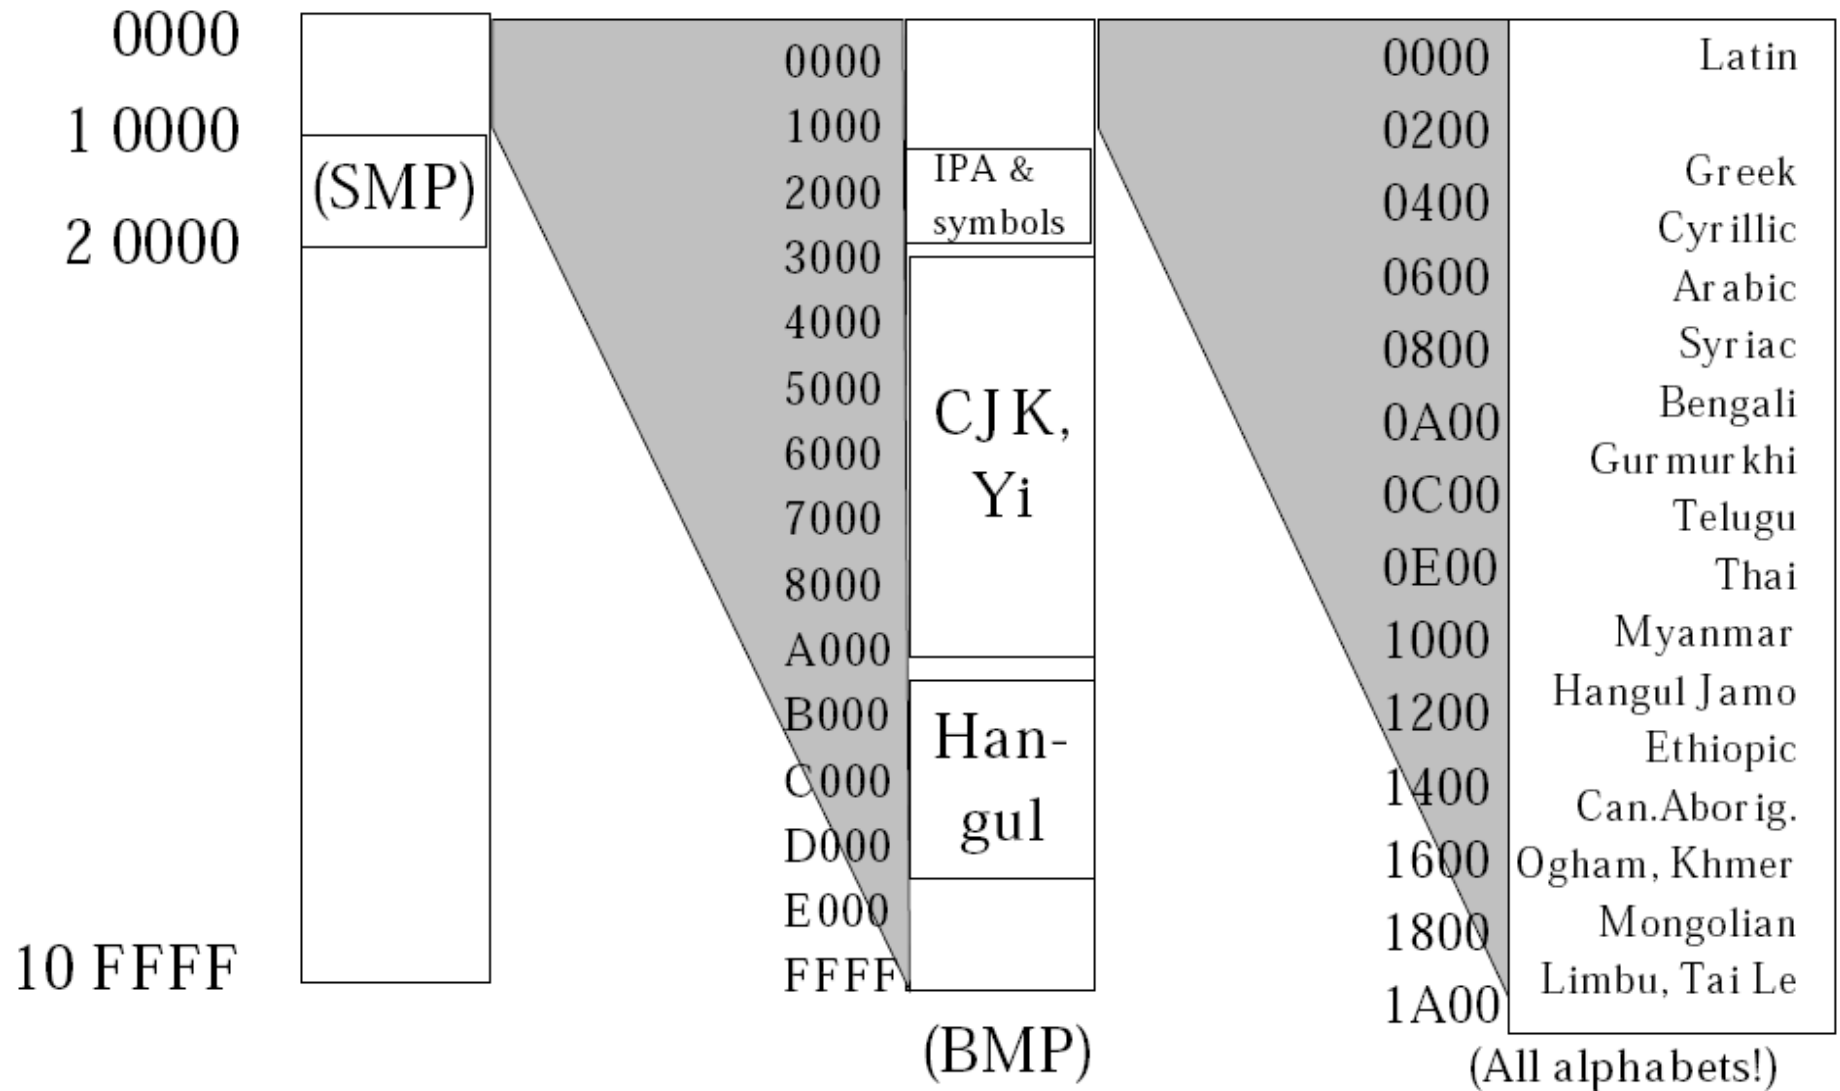 0000
1 0000
2 0000
10 FFFF
(SMP)
0000
1000
2000
3000
4000
5000
6000
7000
8000
A000
B000
C000
D000
E000
FFFF
IPA &
symbols
CJK,
Yi
Han-
gul
(BMP)
0000
0200
0400
0600
0800
0A00
0C00
0E00
1000
1200
1400
1600
1800
1A00
Latin
Greek
Cyrillic
Arabic
Syriac
Bengali
Gurmurkhi
Telugu
Thai
Myanmar
Hangul Jamo
Ethiopic
Can.Aborig.
Ogham, Khmer
Mongolian
Limbu, Tai Le
(All alphabets!)